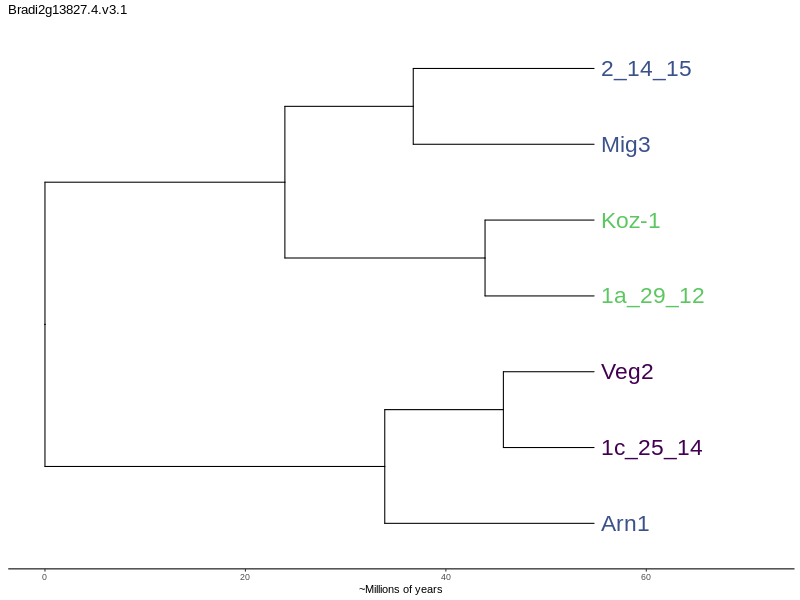 Bradi2g13827.4.v3.1
2_14_15
Mig3
Koz-1
1a_29_12
Veg2
1c_25_14
Arn1
0 20 40 60
~Millions of years